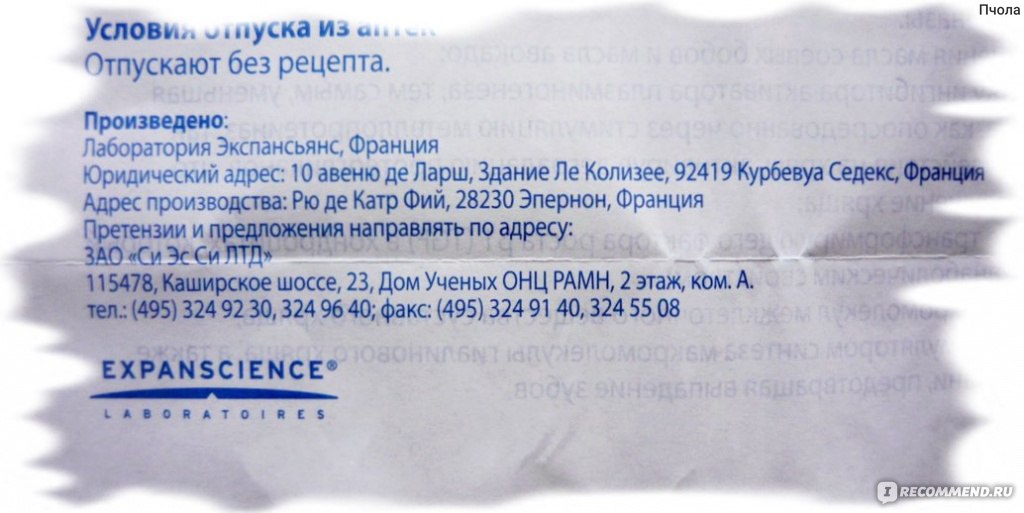 Пчола
Условия отпуска из аптек
Отпускают без рецепта.
Произведено:
Лаборатория Экспансьянс, Франция
Юридический адрес: 10 авеню де Ларш, Здание Ле Колизее, 92419 Курбевуа Седекс, Франция
Адрес производства: Рю де Катр Фий, 28230 Эпернон, Франция
Претензии и предложения направлять по адресу:
ЗАО «Си Эс Си ЛТД»
115478, Каширское шоссе, 23, Дом Ученых ОНЦ РАМН, 2 этаж, ком. А.
тел.: (495) 324 92 30, 324 96 40; факс: (495) 324 91 40, 324 55 08
EXPANSCIENCE®
LABORATOIRES
IRECOMMEND.RU